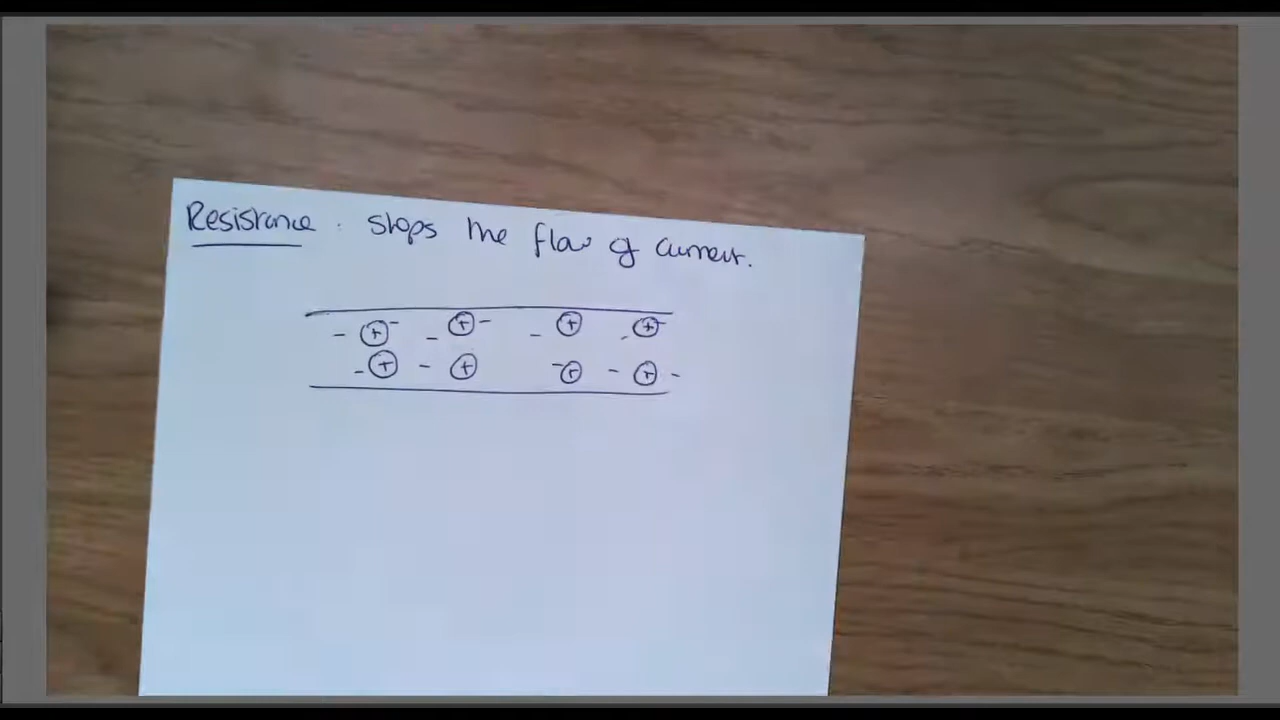 Resistance : stops the flow of current.
- + - - + - - + - +
- + - + - + - + -